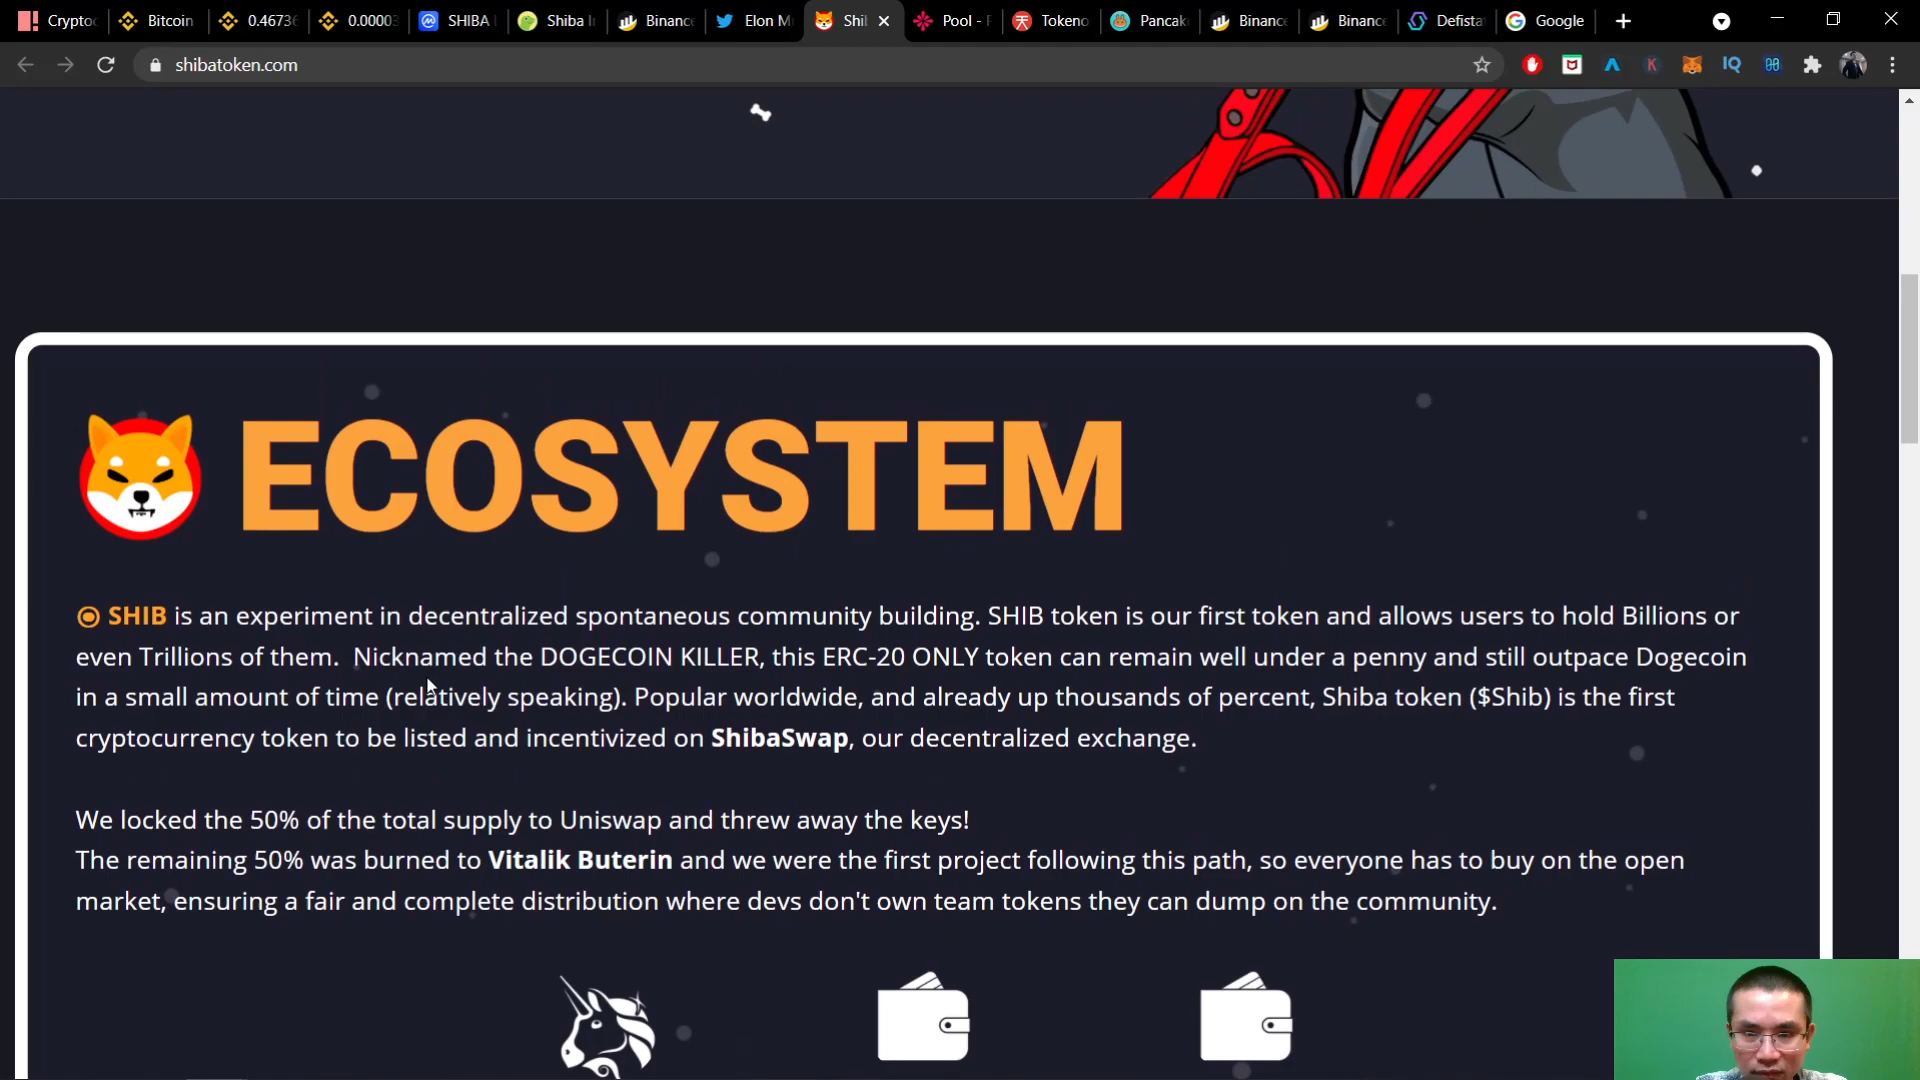 Cryptoc
Bitcoin
0.4673
0.00003
SHIBA
Shiba In
Binance
Elon M
Shi
Pool - F
Tokeno
Pancak
Binance
Binance
Defista
Google
shibatoken.com
ECOSYSTEM
SHIB is an experiment in decentralized spontaneous community building. SHIB token is our first token and allows users to hold Billions or
even Trillions of them. Nicknamed the DOGECOIN KILLER, this ERC-20 ONLY token can remain well under a penny and still outpace Dogecoin
in a small amount of time (relatively speaking). Popular worldwide, and already up thousands of percent, Shiba token ($Shib) is the first
cryptocurrency token to be listed and incentivized on ShibaSwap, our decentralized exchange.
We locked the 50% of the total supply to Uniswap and threw away the keys!
The remaining 50% was burned to Vitalik Buterin and we were the first project following this path, so everyone has to buy on the open
market, ensuring a fair and complete distribution where devs don't own team tokens they can dump on the community.